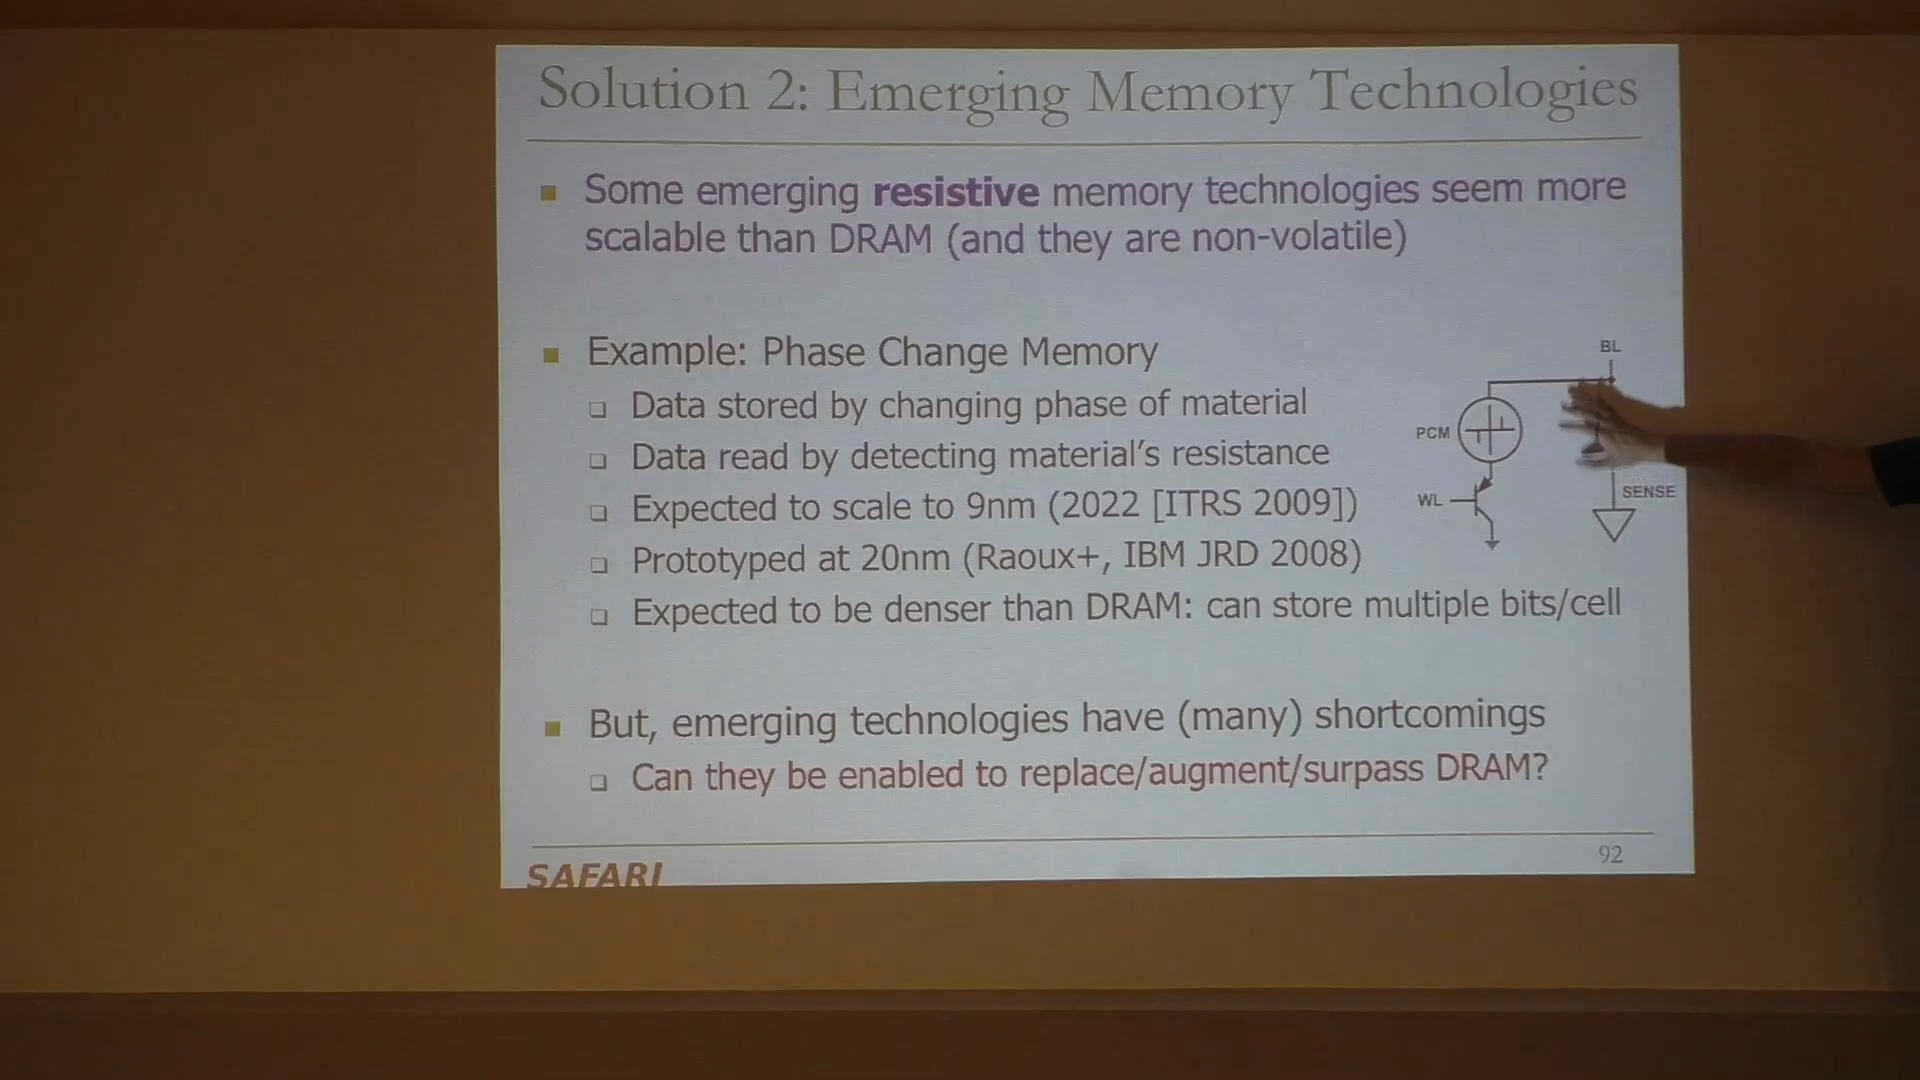 Solution 2: Emerging Memory Technologies
Some emerging resistive memory technologies seem more
scalable than DRAM (and they are non-volatile)
Example: Phase Change Memory
Data stored by changing phase of material
Data read by detecting material's resistance
Expected to scale to 9nm (2022 [ITRS 2009])
Prototyped at 20nm (Raoux+, IBM JRD 2008)
Expected to be denser than DRAM: can store multiple bits/cell
BL
PCM
WL
SENSE
But, emerging technologies have (many) shortcomings
Can they be enabled to replace/augment/surpass DRAM?
SAFARI
92